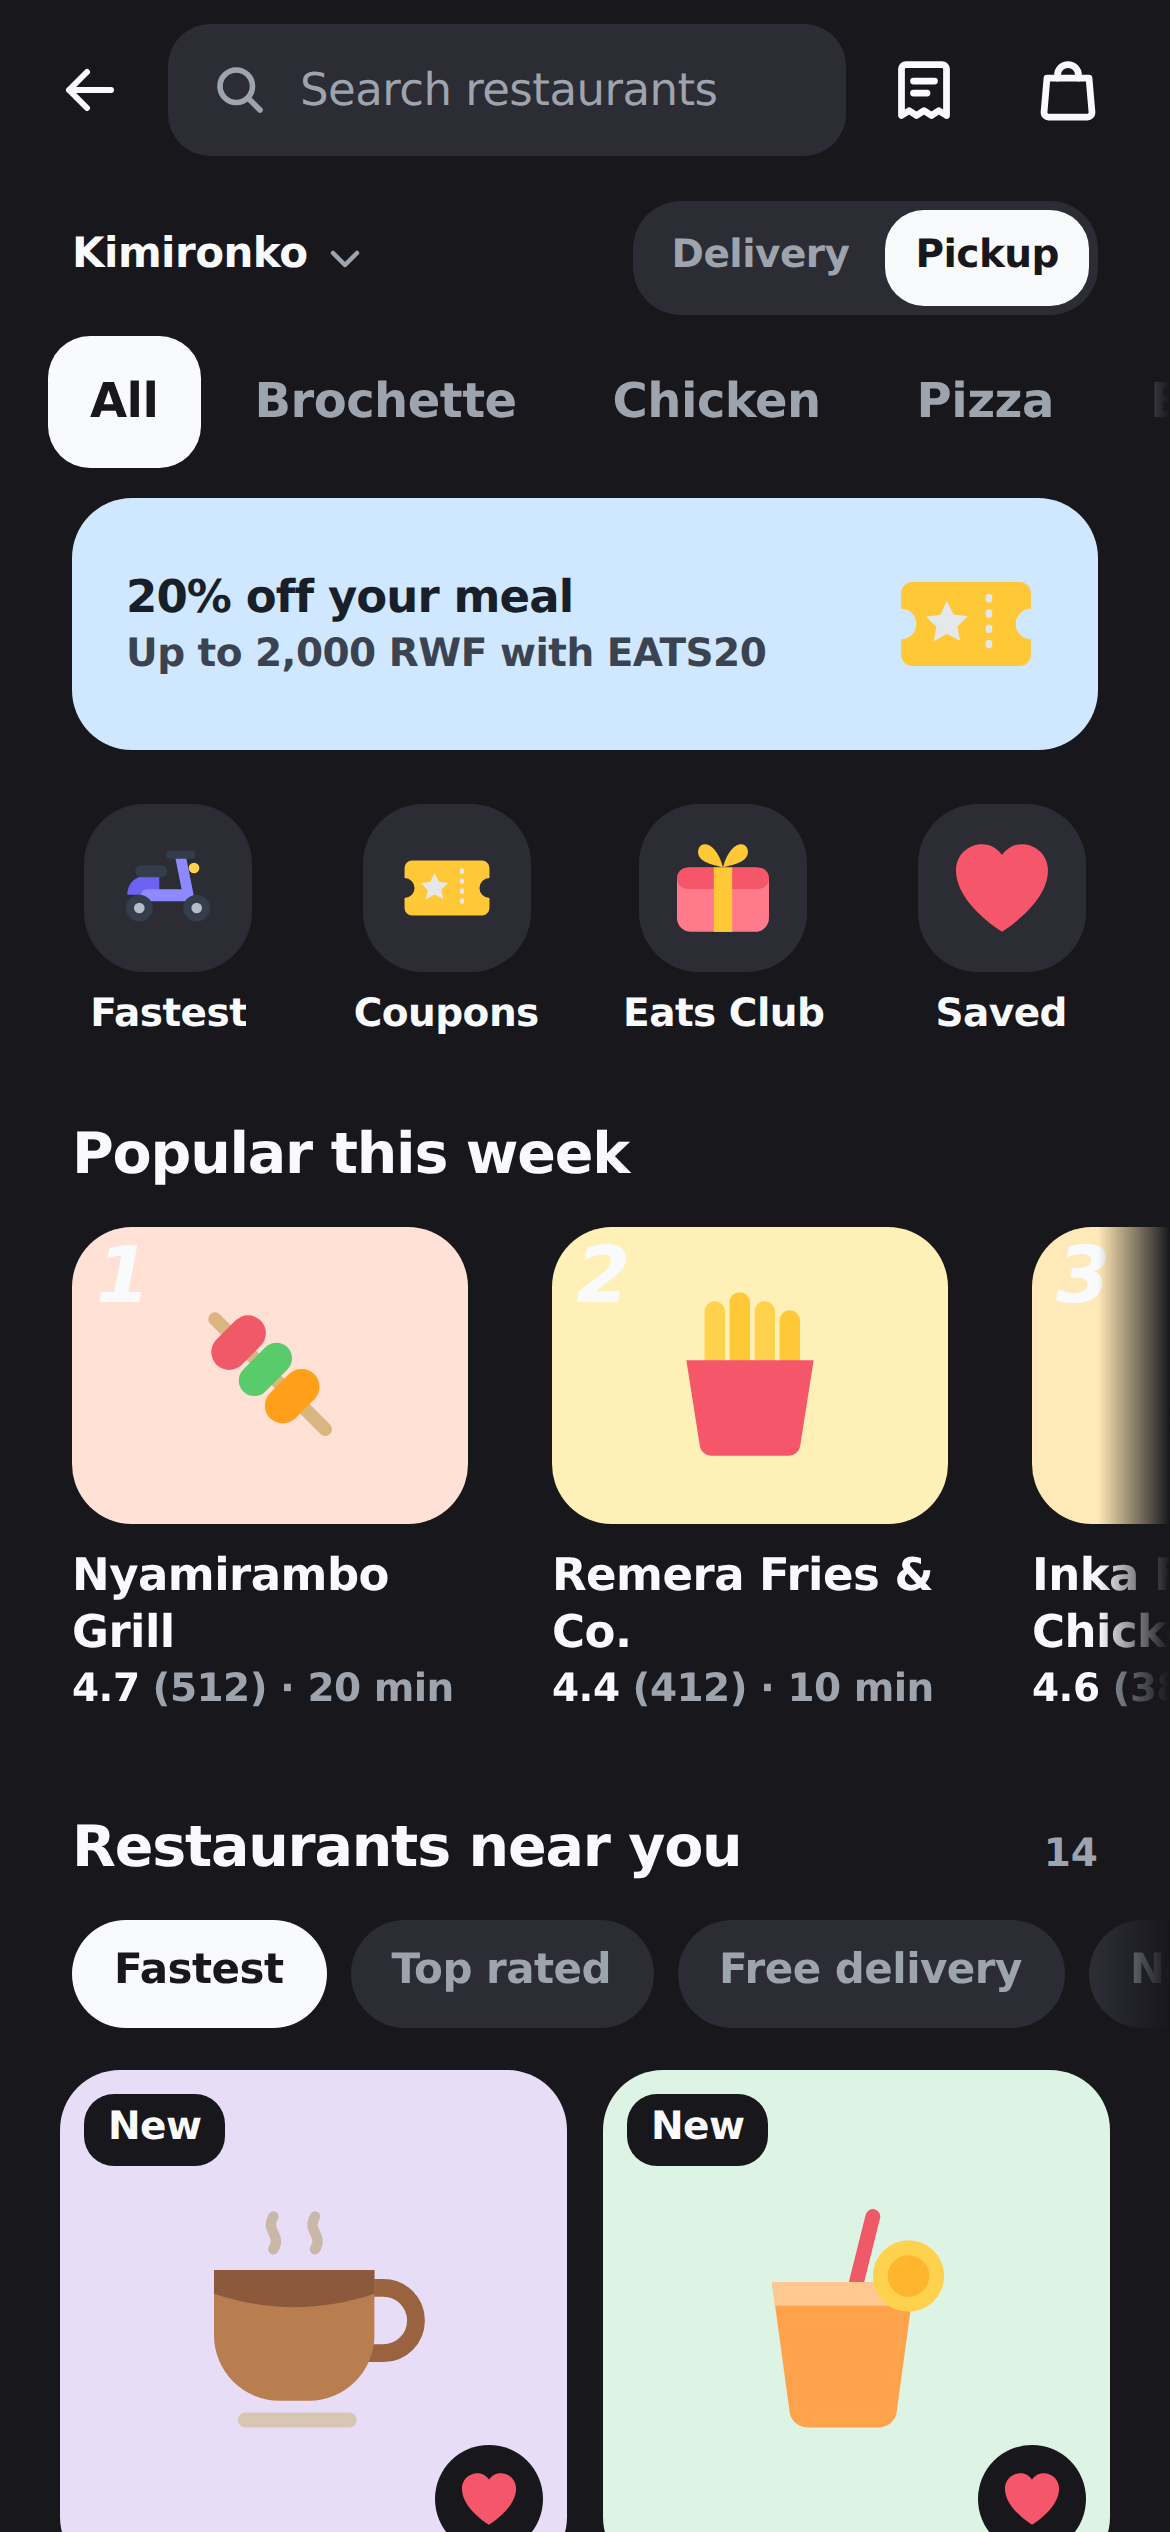 Search restaurants
Kimironko
Delivery
Pickup
All
Brochette
Chicken
Pizza
20% off your meal
Up to 2,000 RWF with EATS20
Fastest
Coupons
Eats Club
Saved
Popular this week
1
2
3
Nyamirambo
Grill
4.7 (512) · 20 min
Remera Fries &
Co.
4.4 (412) · 10 min
Inka
4.6
Restaurants near you
14
Fastest
Top rated
Free delivery
New
New